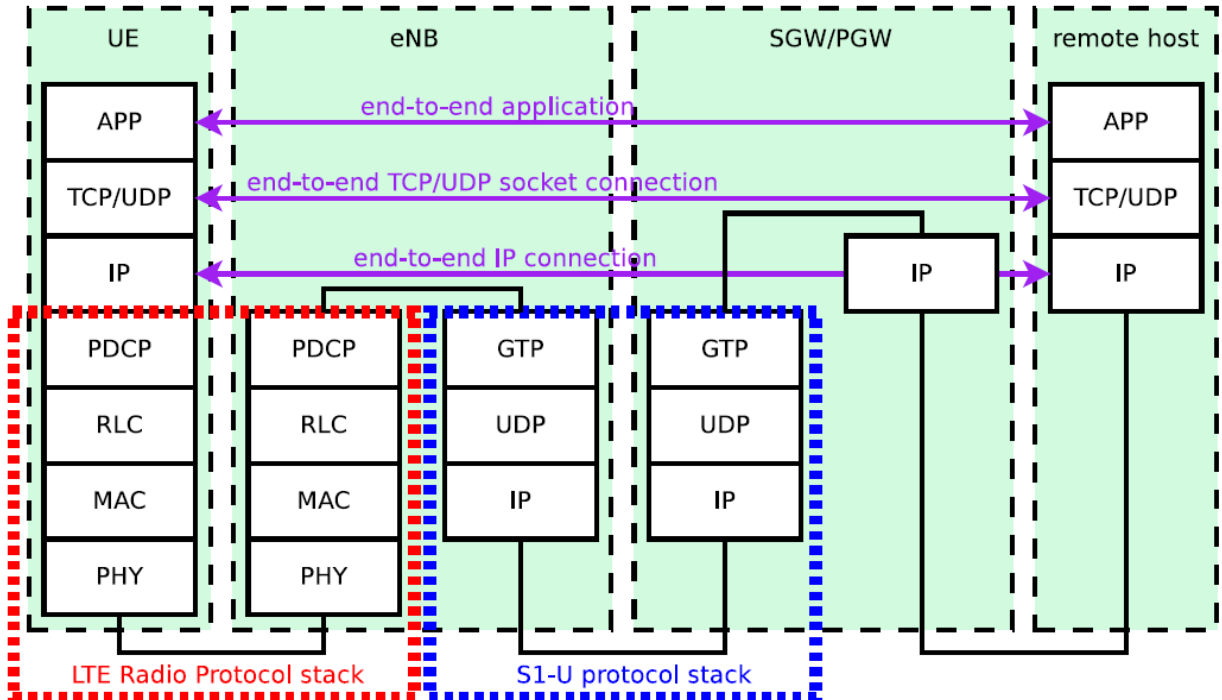 UE
eNB
SGW/PGW
remote host
end-to-end application
APP
APP
end-to-end TCP/UDP socket connection
TCP/UDP
TCP/UDP
end-to-end IP connection
IP
IP
IP
PDCP
PDCP
GTP
GTP
RLC
RLC
UDP
UDP
MAC
MAC
IP
IP
PHY
PHY
LTE Radio Protocol stack
S1-U protocol stack